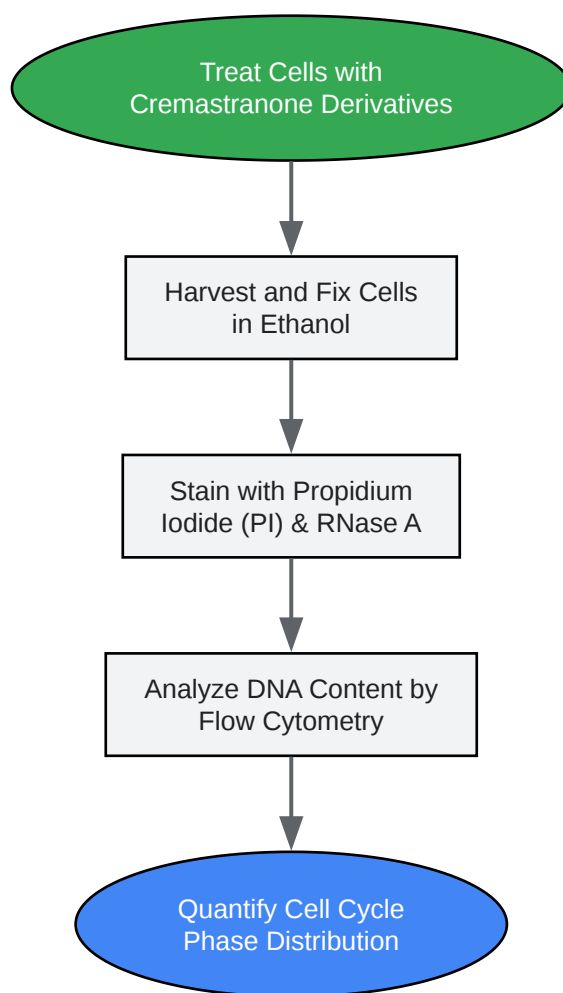 Treat Cells with
Cremastranone Derivatives
Harvest and Fix Cells
in Ethanol
Stain with Propidium
Iodide (PI) & RNase A
Analyze DNA Content by
Flow Cytometry
Quantify Cell Cycle
Phase Distribution